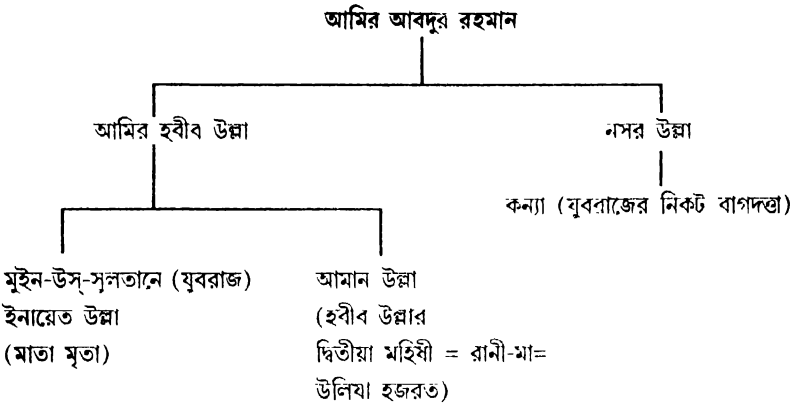 আমির আবদুর রহমান
আমির হবীব উল্লা
নসর উল্লা
কন্যা (যুবরাজের নিকট বাগদত্তা)
মুইন-উস্-সুলতানে (যুবরাজ)
ইনায়েত উল্লা
(মাতা মৃতা)
আমান উল্লা
(হবীব উল্লার
দ্বিতীয়া মহিষী = রানী-মা=
উলিযা হজরত)